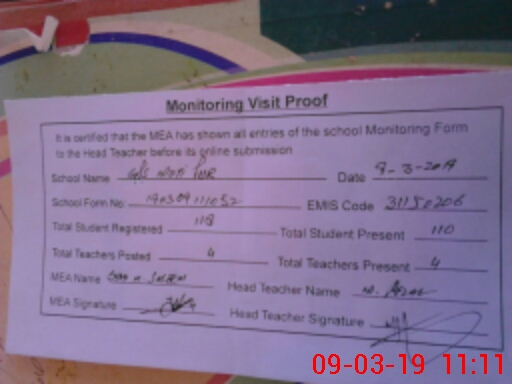 Monitoring Visit Proof
It is certified that the MEA has shown all entries of the school Monitoring Form
to the Head Teacher before its online submission
School Name Date 9-3-2019
School Form No. 190309111052 EMIS Code 31150206
Total Student Registered 118 Total Student Present 110
Total Teachers Posted 4 Total Teachers Present 4
MEA Name Head Teacher Name
MEA Signature Head Teacher Signature
09-03-19 11:11